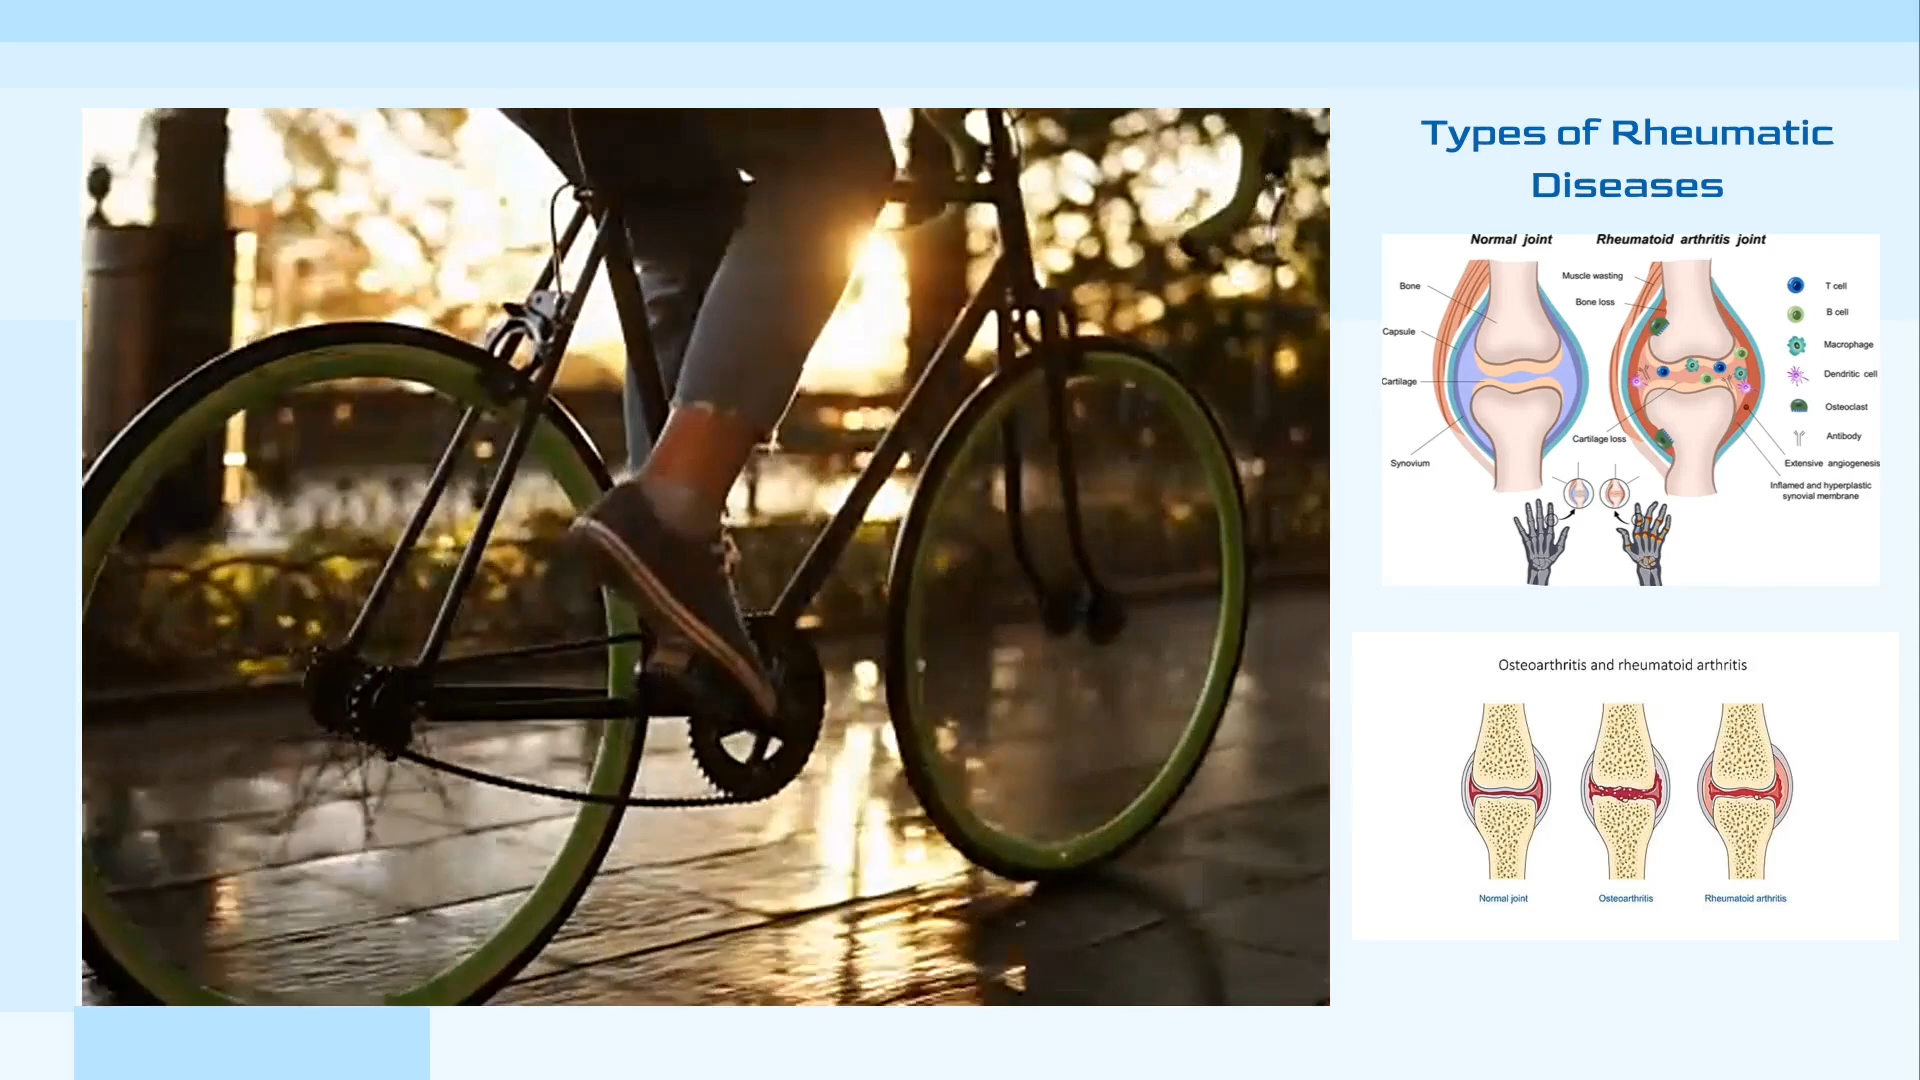 Types of Rheumatic
Diseases
Normal joint
Rheumatoid arthritis joint
Bone
Capsule
Cartilage
Synovium
Muscle wasting
Bone loss
Cartilage loss
T cell
B cell
Macrophage
Dendritic cell
Osteoclast
Antibody
Extensive angiogenesis
Inflamed and hyperplastic
synovial membrane
Osteoarthritis and rheumatoid arthritis
Normal joint
Osteoarthritis
Rheumatoid arthritis